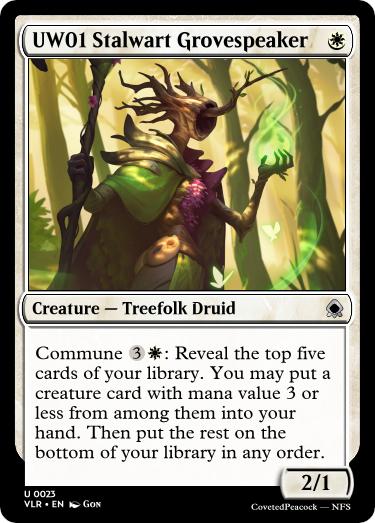 UW01 Stalwart Grovespeaker
Creature — Treefolk Druid
Commune 3: Reveal the top five
cards of your library. You may put a
creature card with mana value 3 or
less from among them into your
hand. Then put the rest on the
bottom of your library in any order.
2/1
U 0023
VLR • EN Gon
CovetedPeacock — NFS